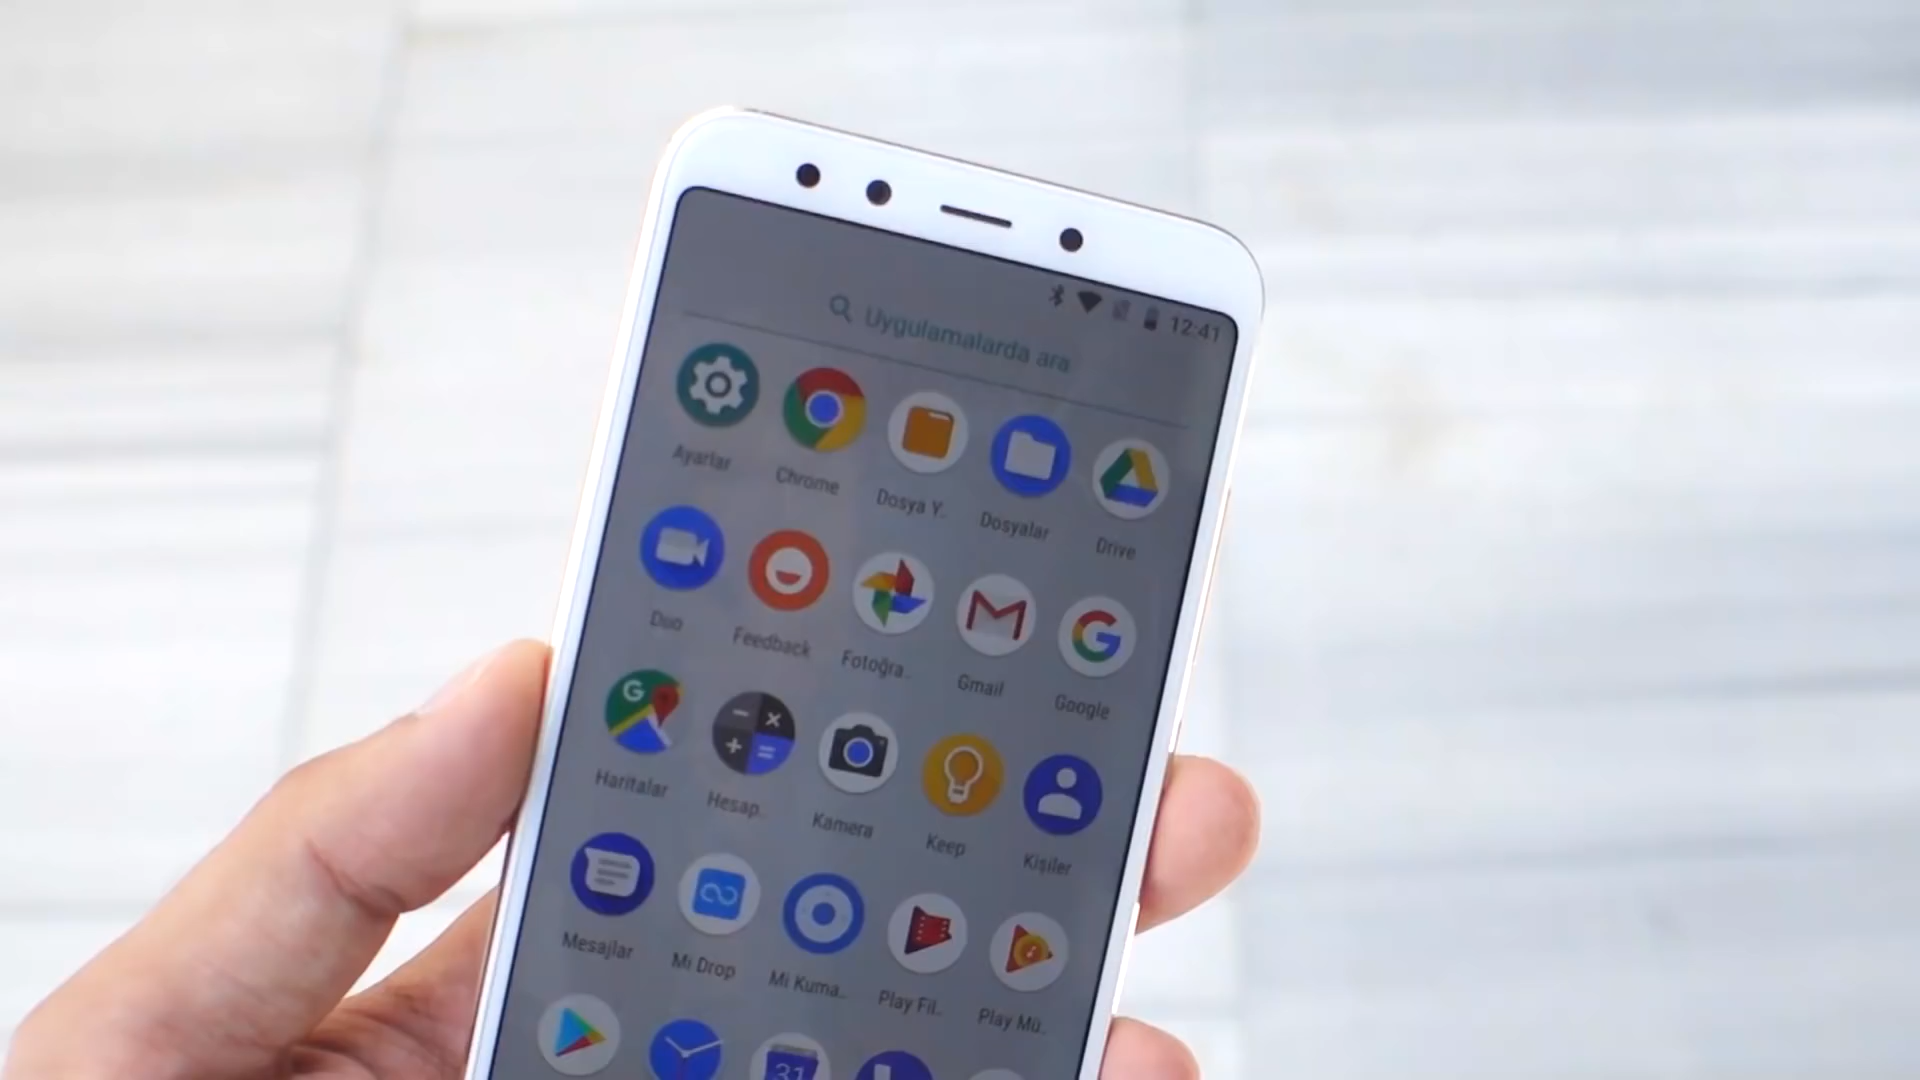 12:41
Uygulamalarda ara
Ayarlar
Chrome
Dosya Y..
Dosyalar
Drive
Duo
Feedback
Fotoğra..
Gmail
Google
Haritalar
Hesap..
Kamera
Keep
Kişiler
Mesajlar
Mi Drop
Mi Kuma..
Play Fil..
Play Mü..
31